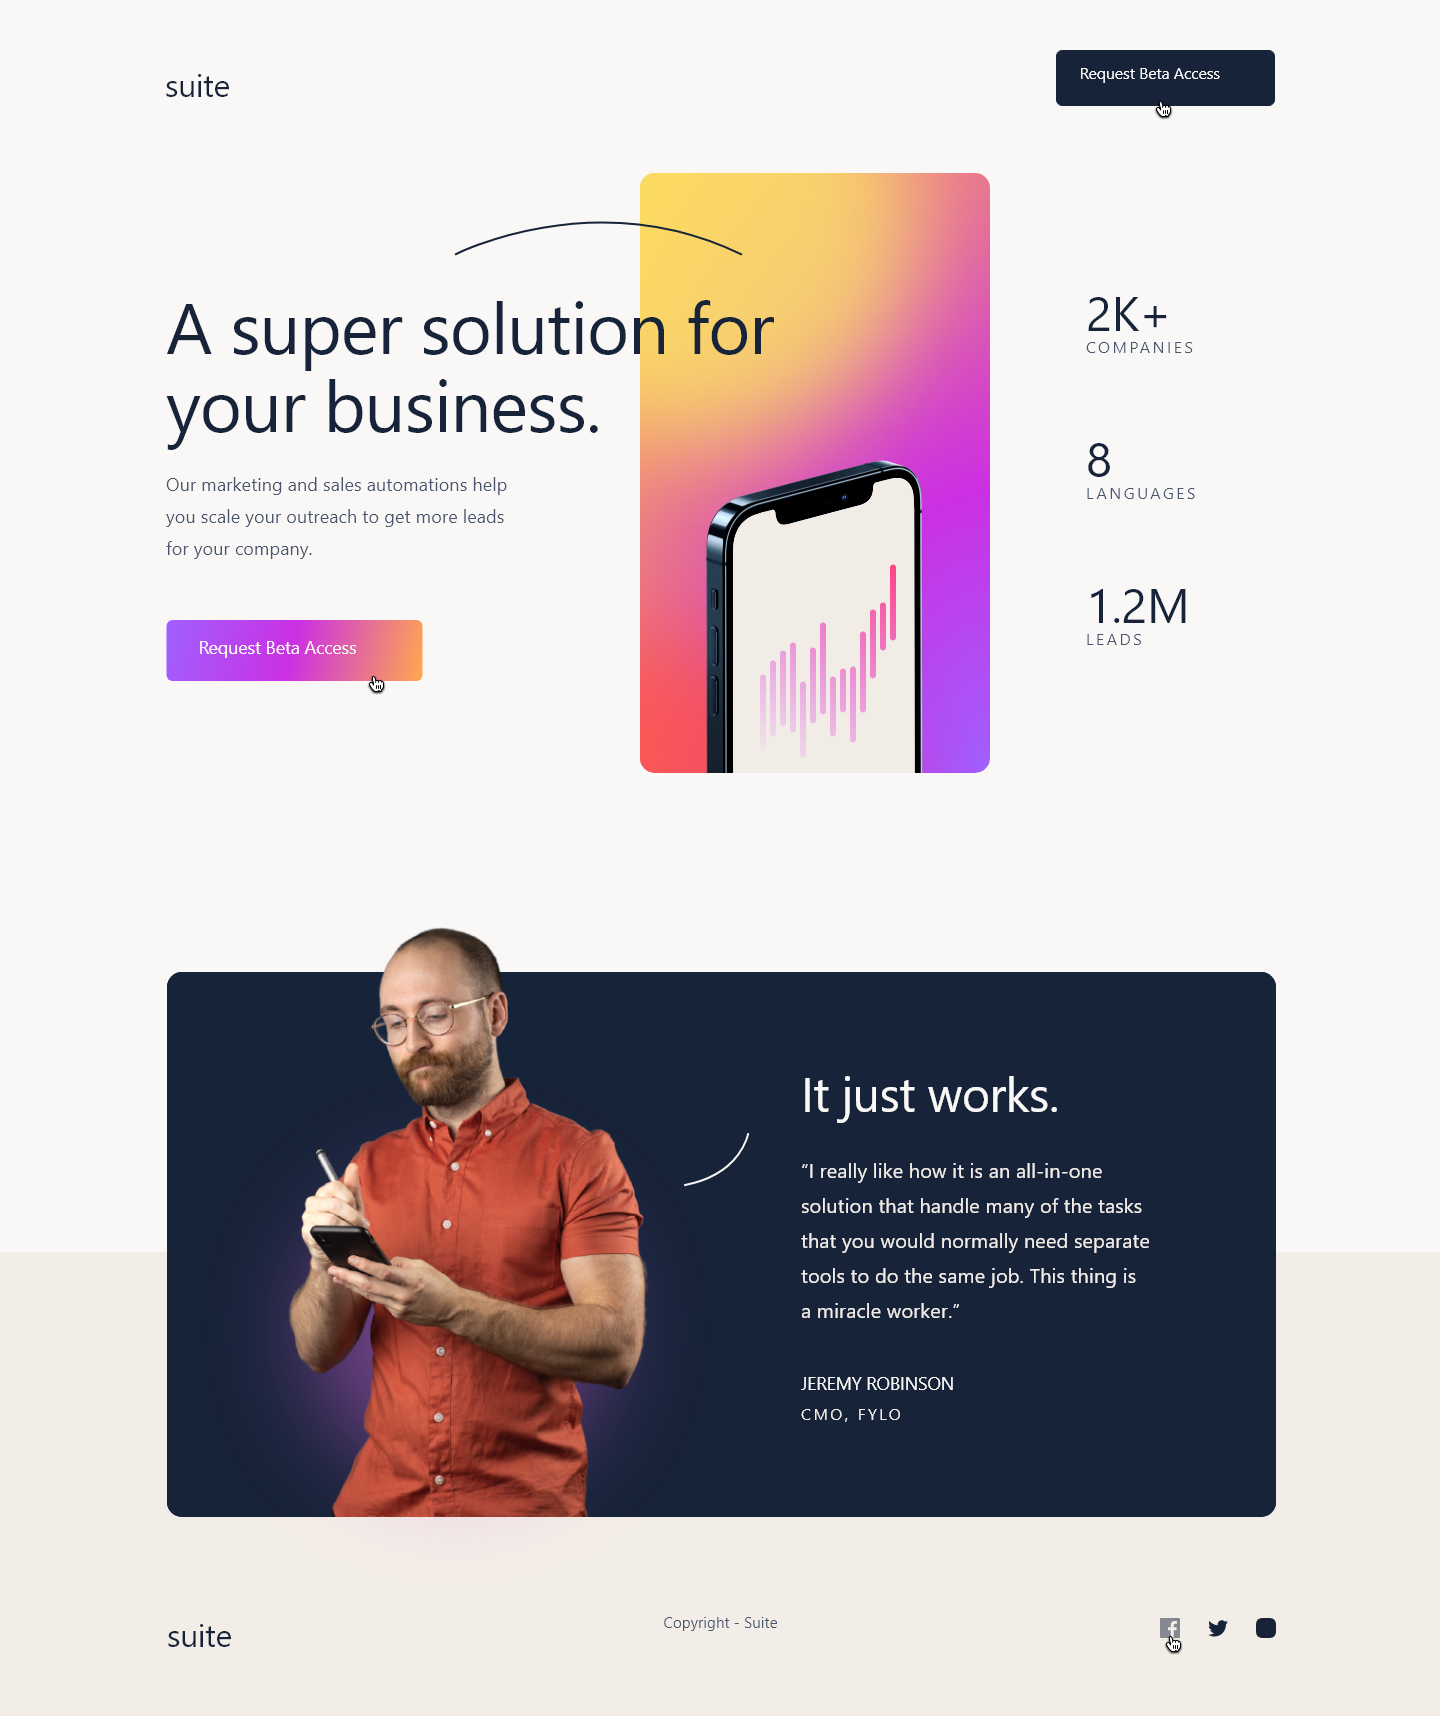 suite
Request Beta Access
A super solution for
your business.
Our marketing and sales automations help
you scale your outreach to get more leads
for your company.
Request Beta Access
2K+
COMPANIES
8
LANGUAGES
1.2M
LEADS
It just works.
“I really like how it is an all-in-one
solution that handle many of the tasks
that you would normally need separate
tools to do the same job. This thing is
a miracle worker.”
JEREMY ROBINSON
CMO, FYLO
suite
Copyright - Suite